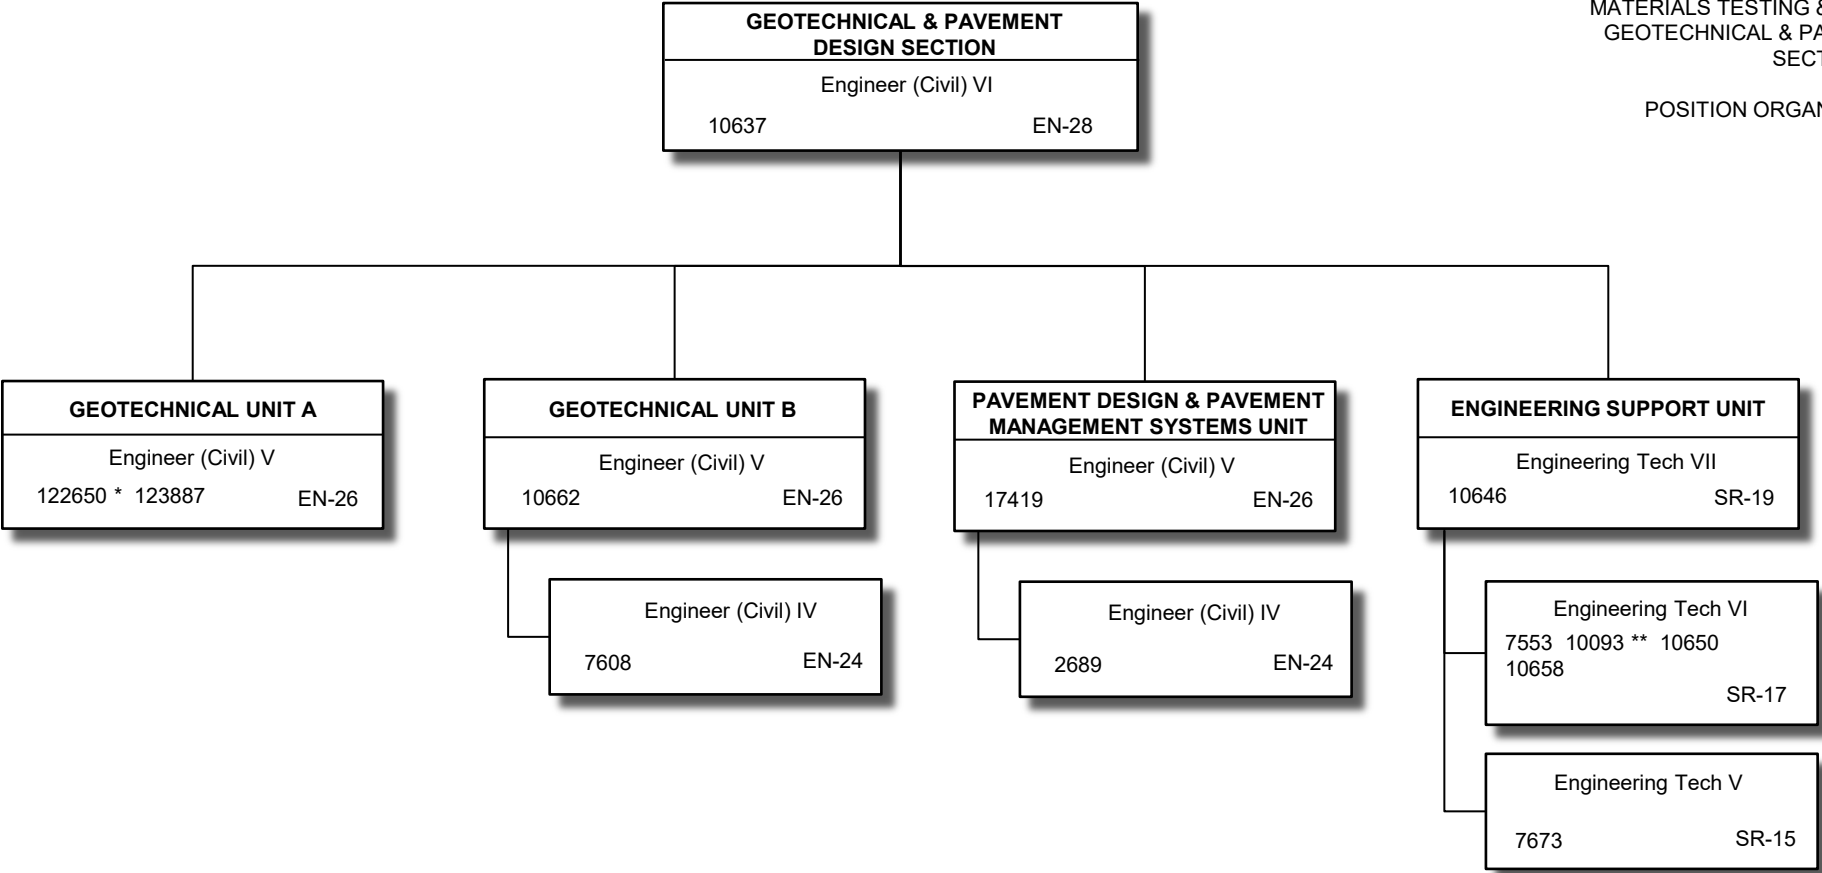 GEOTECHNICAL & PAVEMENT
DESIGN SECTION
Engineer (Civil) VI
10637 EN-28
MATERIALS TESTING &
GEOTECHNICAL &
POSITION
GEOTECHNICAL UNIT A
Engineer (Civil) V
122650 * 123887 EN-26
GEOTECHNICAL UNIT B
Engineer (Civil) V
10662 EN-26
Engineer (Civil) IV
7608 EN-24
PAVEMENT DESIGN & PAVEMENT
MANAGEMENT SYSTEMS UNIT
Engineer (Civil) V
17419 EN-26
Engineer (Civil) IV
2689 EN-24
ENGINEERING SUPPORT UNIT
Engineering Tech VII
10646 SR-19
Engineering Tech VI
7553 10093 ** 10650
10658
SR-17
Engineering Tech V
7673 SR-15